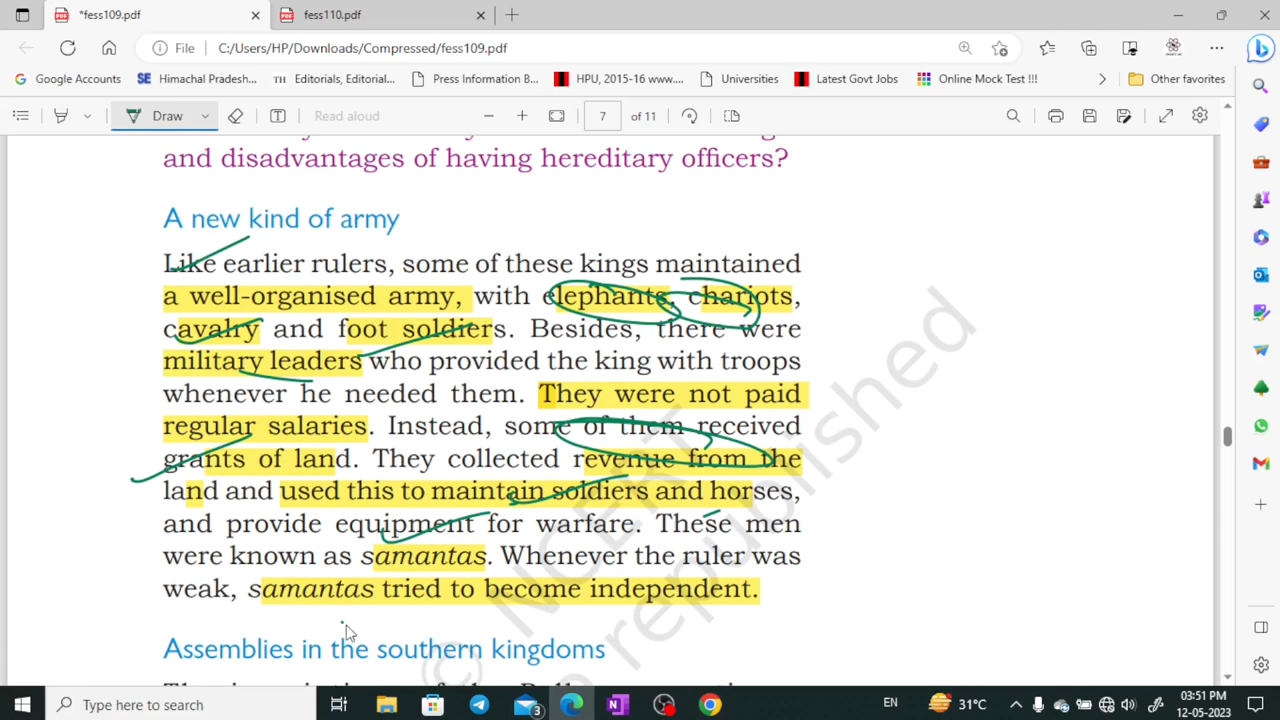 *fess109.pdf
fess110.pdf
File
C:/Users/HP/Downloads/Compressed/fess109.pdf
Google Accounts
SE Himachal Pradesh...
TH Editorials, Editorial...
Press Information B...
HPU, 2015-16 www....
Universities
Latest Govt Jobs
Online Mock Test !!!
Other favorites
Draw
Read aloud
7 of 11
and disadvantages of having hereditary officers?
A new kind of army
Like earlier rulers, some of these kings maintained
a well-organised army, with elephants, chariots,
cavalry and foot soldiers. Besides, there were
military leaders who provided the king with troops
whenever he needed them. They were not paid
regular salaries. Instead, some of them received
grants of land. They collected revenue from the
land and used this to maintain soldiers and horses,
and provide equipment for warfare. These men
were known as samantas. Whenever the ruler was
weak, samantas tried to become independent.
Assemblies in the southern kingdoms
© NCERT
republished
Type here to search
3
31°C
EN
03:51 PM
12-05-2023